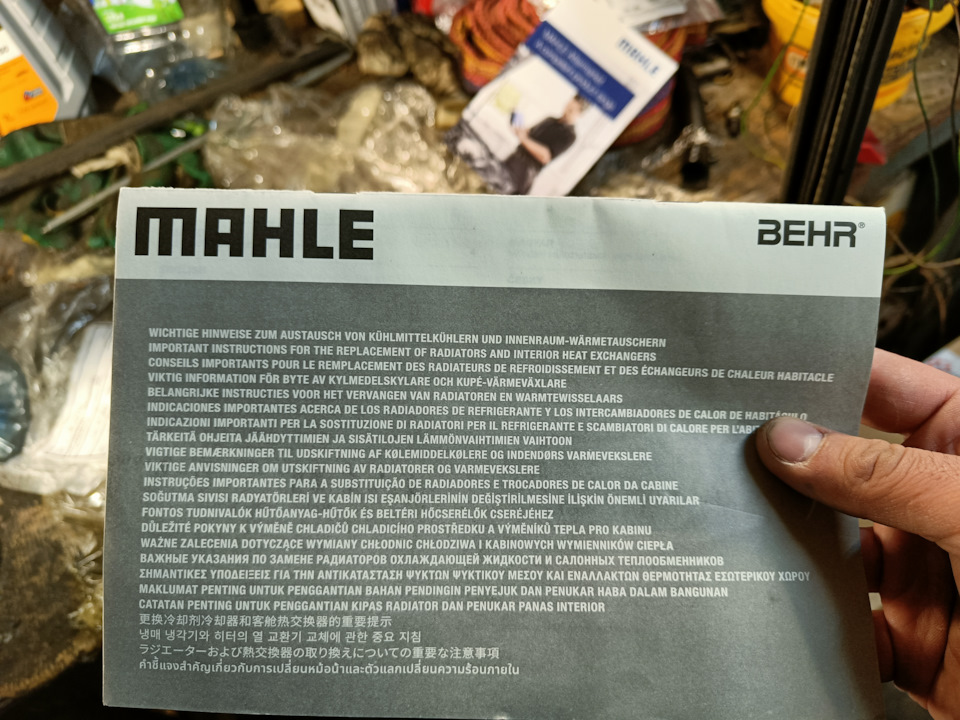 MAHLE
MAHLE
BEHR®
WICHTIGE HINWEISE ZUM AUSTAUSCH VON KÜHLMITTELKÜHLERN UND INNENRAUM-WÄRMETAUSCHERN
IMPORTANT INSTRUCTIONS FOR THE REPLACEMENT OF RADIATORS AND INTERIOR HEAT EXCHANGERS
CONSEILS IMPORTANTS POUR LE REMPLACEMENT DES RADIATEURS DE REFROIDISSEMENT ET DES ÉCHANGEURS DE CHALEUR HABITACLE
VIKTIG INFORMATION FÖR BYTE AV KYLMEDELSKYLARE OCH KUPÉ-VÄRMEVÄXLARE
BELANGRIJKE INSTRUCTIES VOOR HET VERVANGEN VAN RADIATOREN EN WARMTEWISSELAARS
INDICACIONES IMPORTANTES ACERCA DE LOS RADIADORES DE REFRIGERANTE Y LOS INTERCAMBIADORES DE CALOR DE HABITÁCULO
INDICAZIONI IMPORTANTI PER LA SOSTITUZIONE DI RADIATORI PER IL REFRIGERANTE E SCAMBIATORI DI CALORE PER
TÄRKEITÄ OHJEITA JÄÄHDYTTIMIEN JA SISÄTILOJEN LÄMMÖNVAIHTIMIEN VAIHTOON
VIGTIGE BEMÆRKNINGER TIL UDSKIFTNING AF KØLEMIDDELKØLERE OG INDENDØRS VARMEVEKSLERE
VIKTIGE ANVISNINGER OM UTSKIFTNING AV RADIATORER OG VARMEVEKSLERE
INSTRUÇÕES IMPORTANTES PARA A SUBSTITUIÇÃO DE RADIADORES E TROCADORES DE CALOR DA CABINE
SOĞUTMA SIVISI RADYATÖRLERİ VE KABİN ISI EŞANJÖRLERİNİN DEĞİŞTİRİLMESİNE İLİŞKİN ÖNEMLİ UYARILAR
FONTOS TUDNIVALÓK HŰTŐANYAG-HŰTŐK ÉS BELTÉRI HŐCSERÉLŐK CSERÉJÉHEZ
DŮLEŽITÉ POKYNY K VÝMĚNĚ CHLADIČŮ CHLADICÍHO PROSTŘEDKU A VÝMĚNÍKŮ TEPLA PRO KABINU
WAŻNE ZALECENIA DOTYCZĄCE WYMIANY CHŁODNIC CHŁODZIWA I KABINOWYCH WYMIENNIKÓW CIEPŁA
ВАЖНЫЕ УКАЗАНИЯ ПО ЗАМЕНЕ РАДИАТОРОВ ОХЛАЖДАЮЩЕЙ ЖИДКОСТИ И САЛОННЫХ ТЕПЛООБМЕННИКОВ
ΣΗΜΑΝΤΙΚΕΣ ΥΠΟΔΕΙΞΕΙΣ ΓΙΑ ΤΗΝ ΑΝΤΙΚΑΤΑΣΤΑΣΗ ΨΥΚΤΩΝ ΨΥΚΤΙΚΟΥ ΜΕΣΟΥ ΚΑΙ ΕΝΑΛΛΑΚΤΩΝ ΘΕΡΜΟΤΗΤΑΣ ΕΣΩΤΕΡΙΚΟΥ ΧΩΡΟΥ
MAKLUMAT PENTING UNTUK PENGGANTIAN BAHAN PENDINGIN PENYEJUK DAN PENUKAR HABA DALAM BANGUNAN
CATATAN PENTING UNTUK PENGGANTIAN KIPAS RADIATOR DAN PENUKAR PANAS INTERIOR
更换冷却剂冷却器和客舱热交换器的重要提示
냉매 냉각기와 히터의 열 교환기 교체에 관한 중요 지침
ラジエーターおよび熱交換器の取り換えについての重要な注意事項
คำชี้แจงสำคัญเกี่ยวกับการเปลี่ยนหม้อน้ำและตัวแลกเปลี่ยนความร้อนภายใน